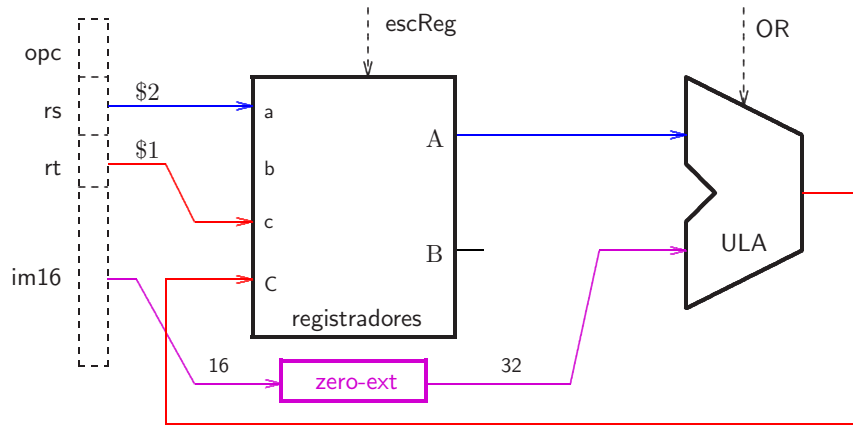 escReg
OR
opc
rs
$2
a
A
rt
$1
b
c
B
ULA
im16
C
registradores
16
zero-ext
32